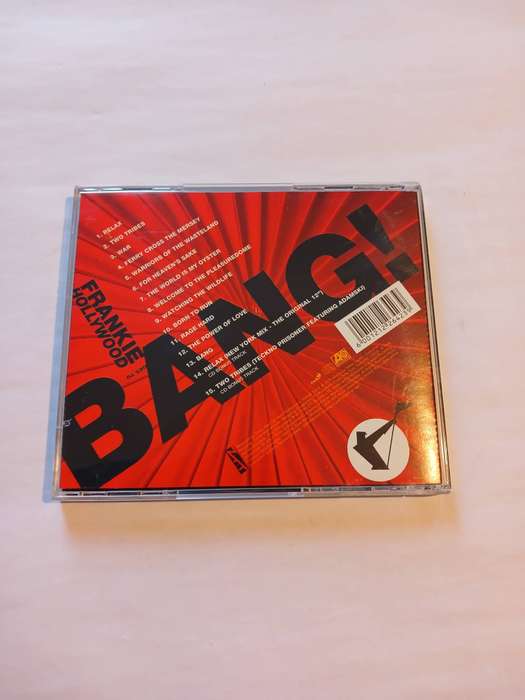 1. RELAX
2. TWO TRIBES
3. WAR
4. FERRY CROSS THE MERSEY
5. WARRIORS OF THE WASTELAND
6. FOR HEAVEN'S SAKE
7. THE WORLD IS MY OYSTER
8. WELCOME TO THE PLEASUREDOME
9. WATCHING THE WILDLIFE
10. BORN TO RUN
11. RAGE HARD
12. THE POWER OF LOVE
13. BANG
14. RELAX (NEW YORK MIX - THE ORIGINAL 12")
CD BONUS TRACK
15. TWO TRIBES (TECKNO PRISONER FEATURING ADAMSKI)
CD BONUS TRACK
FRANKIE
HOLLYWOOD
BANG!